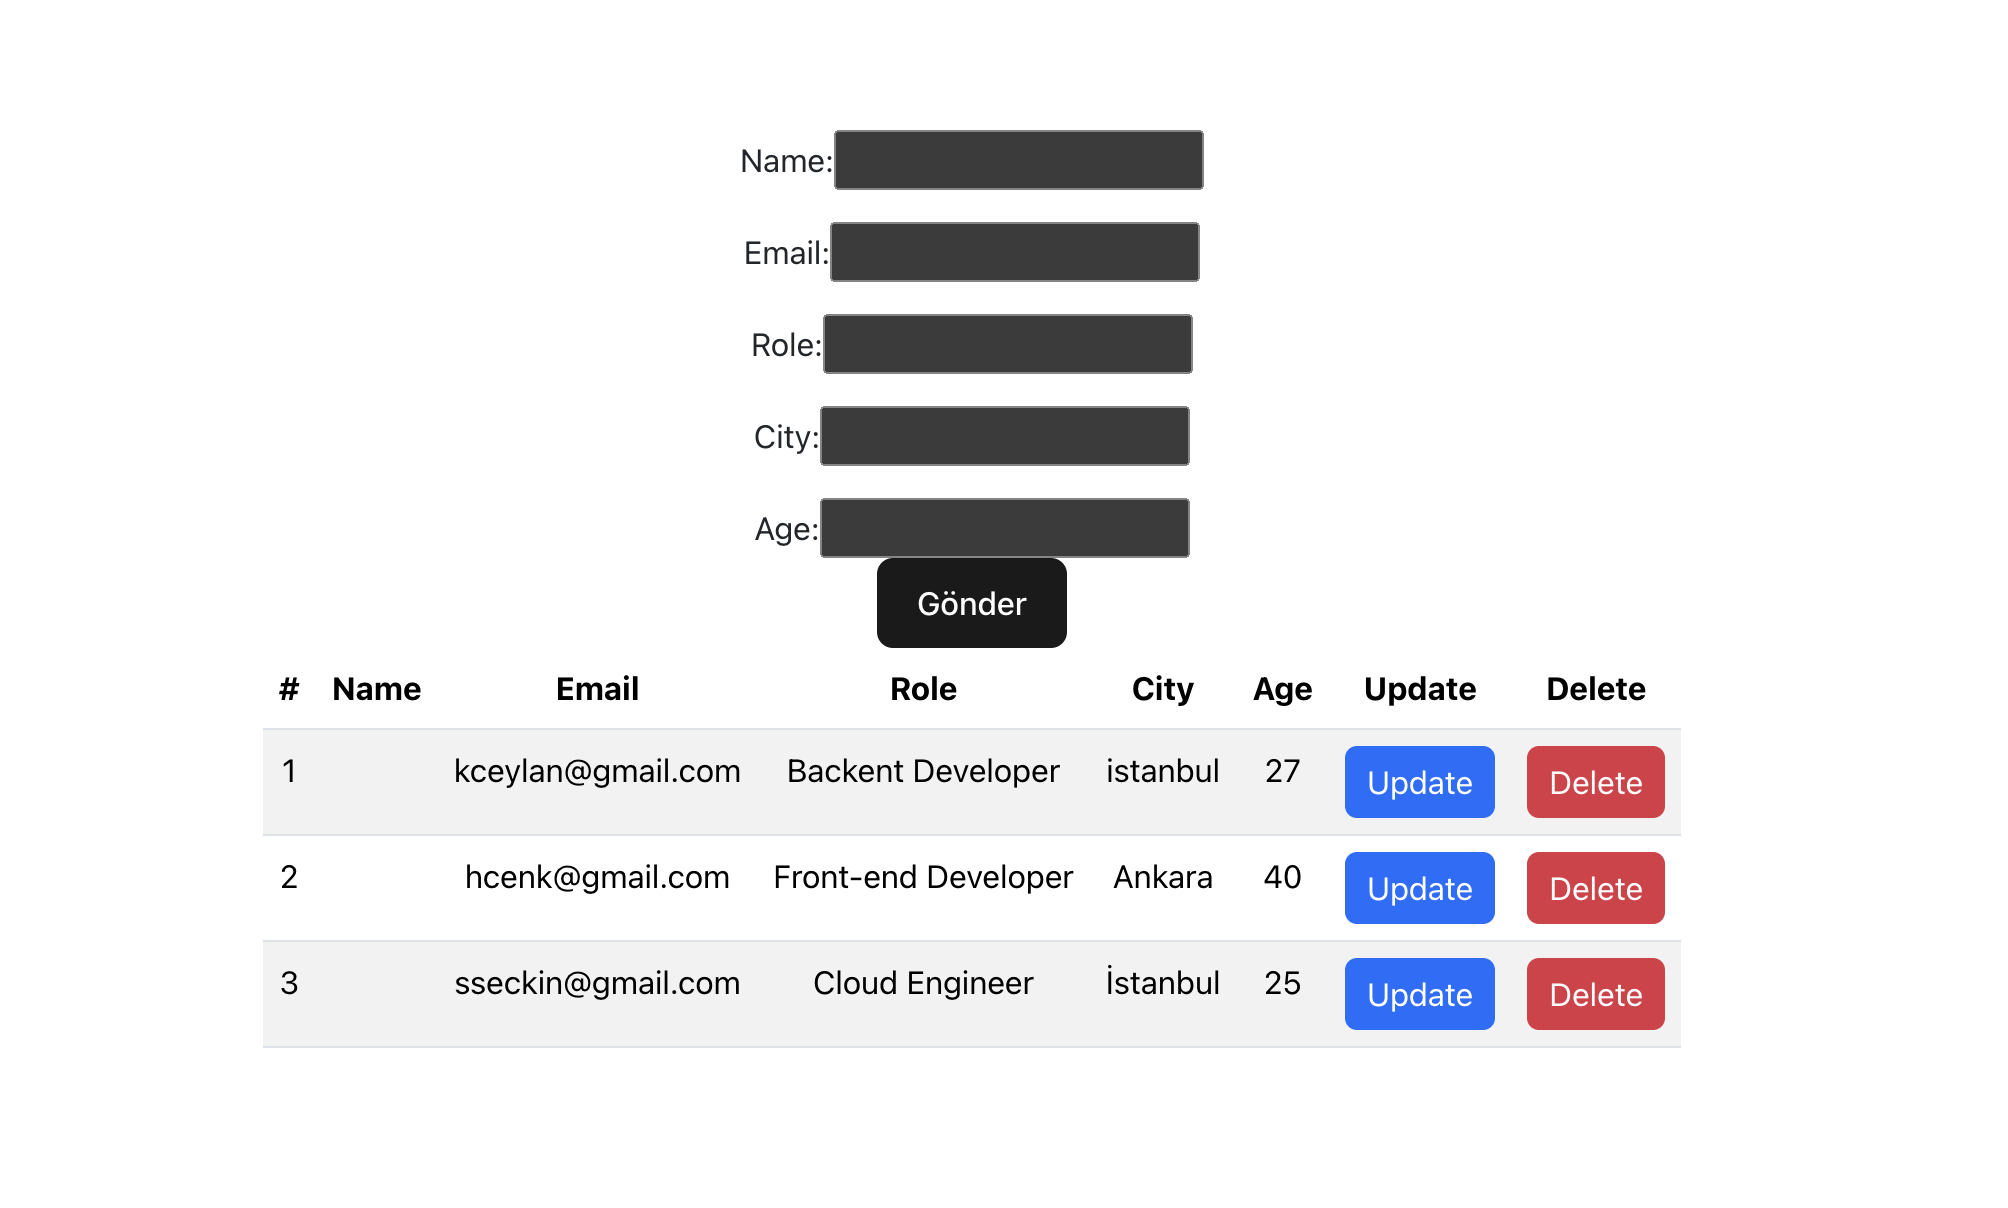 Name:
Email:
Role:
City:
Age:
Gönder
# Name Email Role City Age Update Delete
1 kceylan@gmail.com Backent Developer istanbul 27 Update Delete
2 hcenk@gmail.com Front-end Developer Ankara 40 Update Delete
3 sseckin@gmail.com Cloud Engineer İstanbul 25 Update Delete